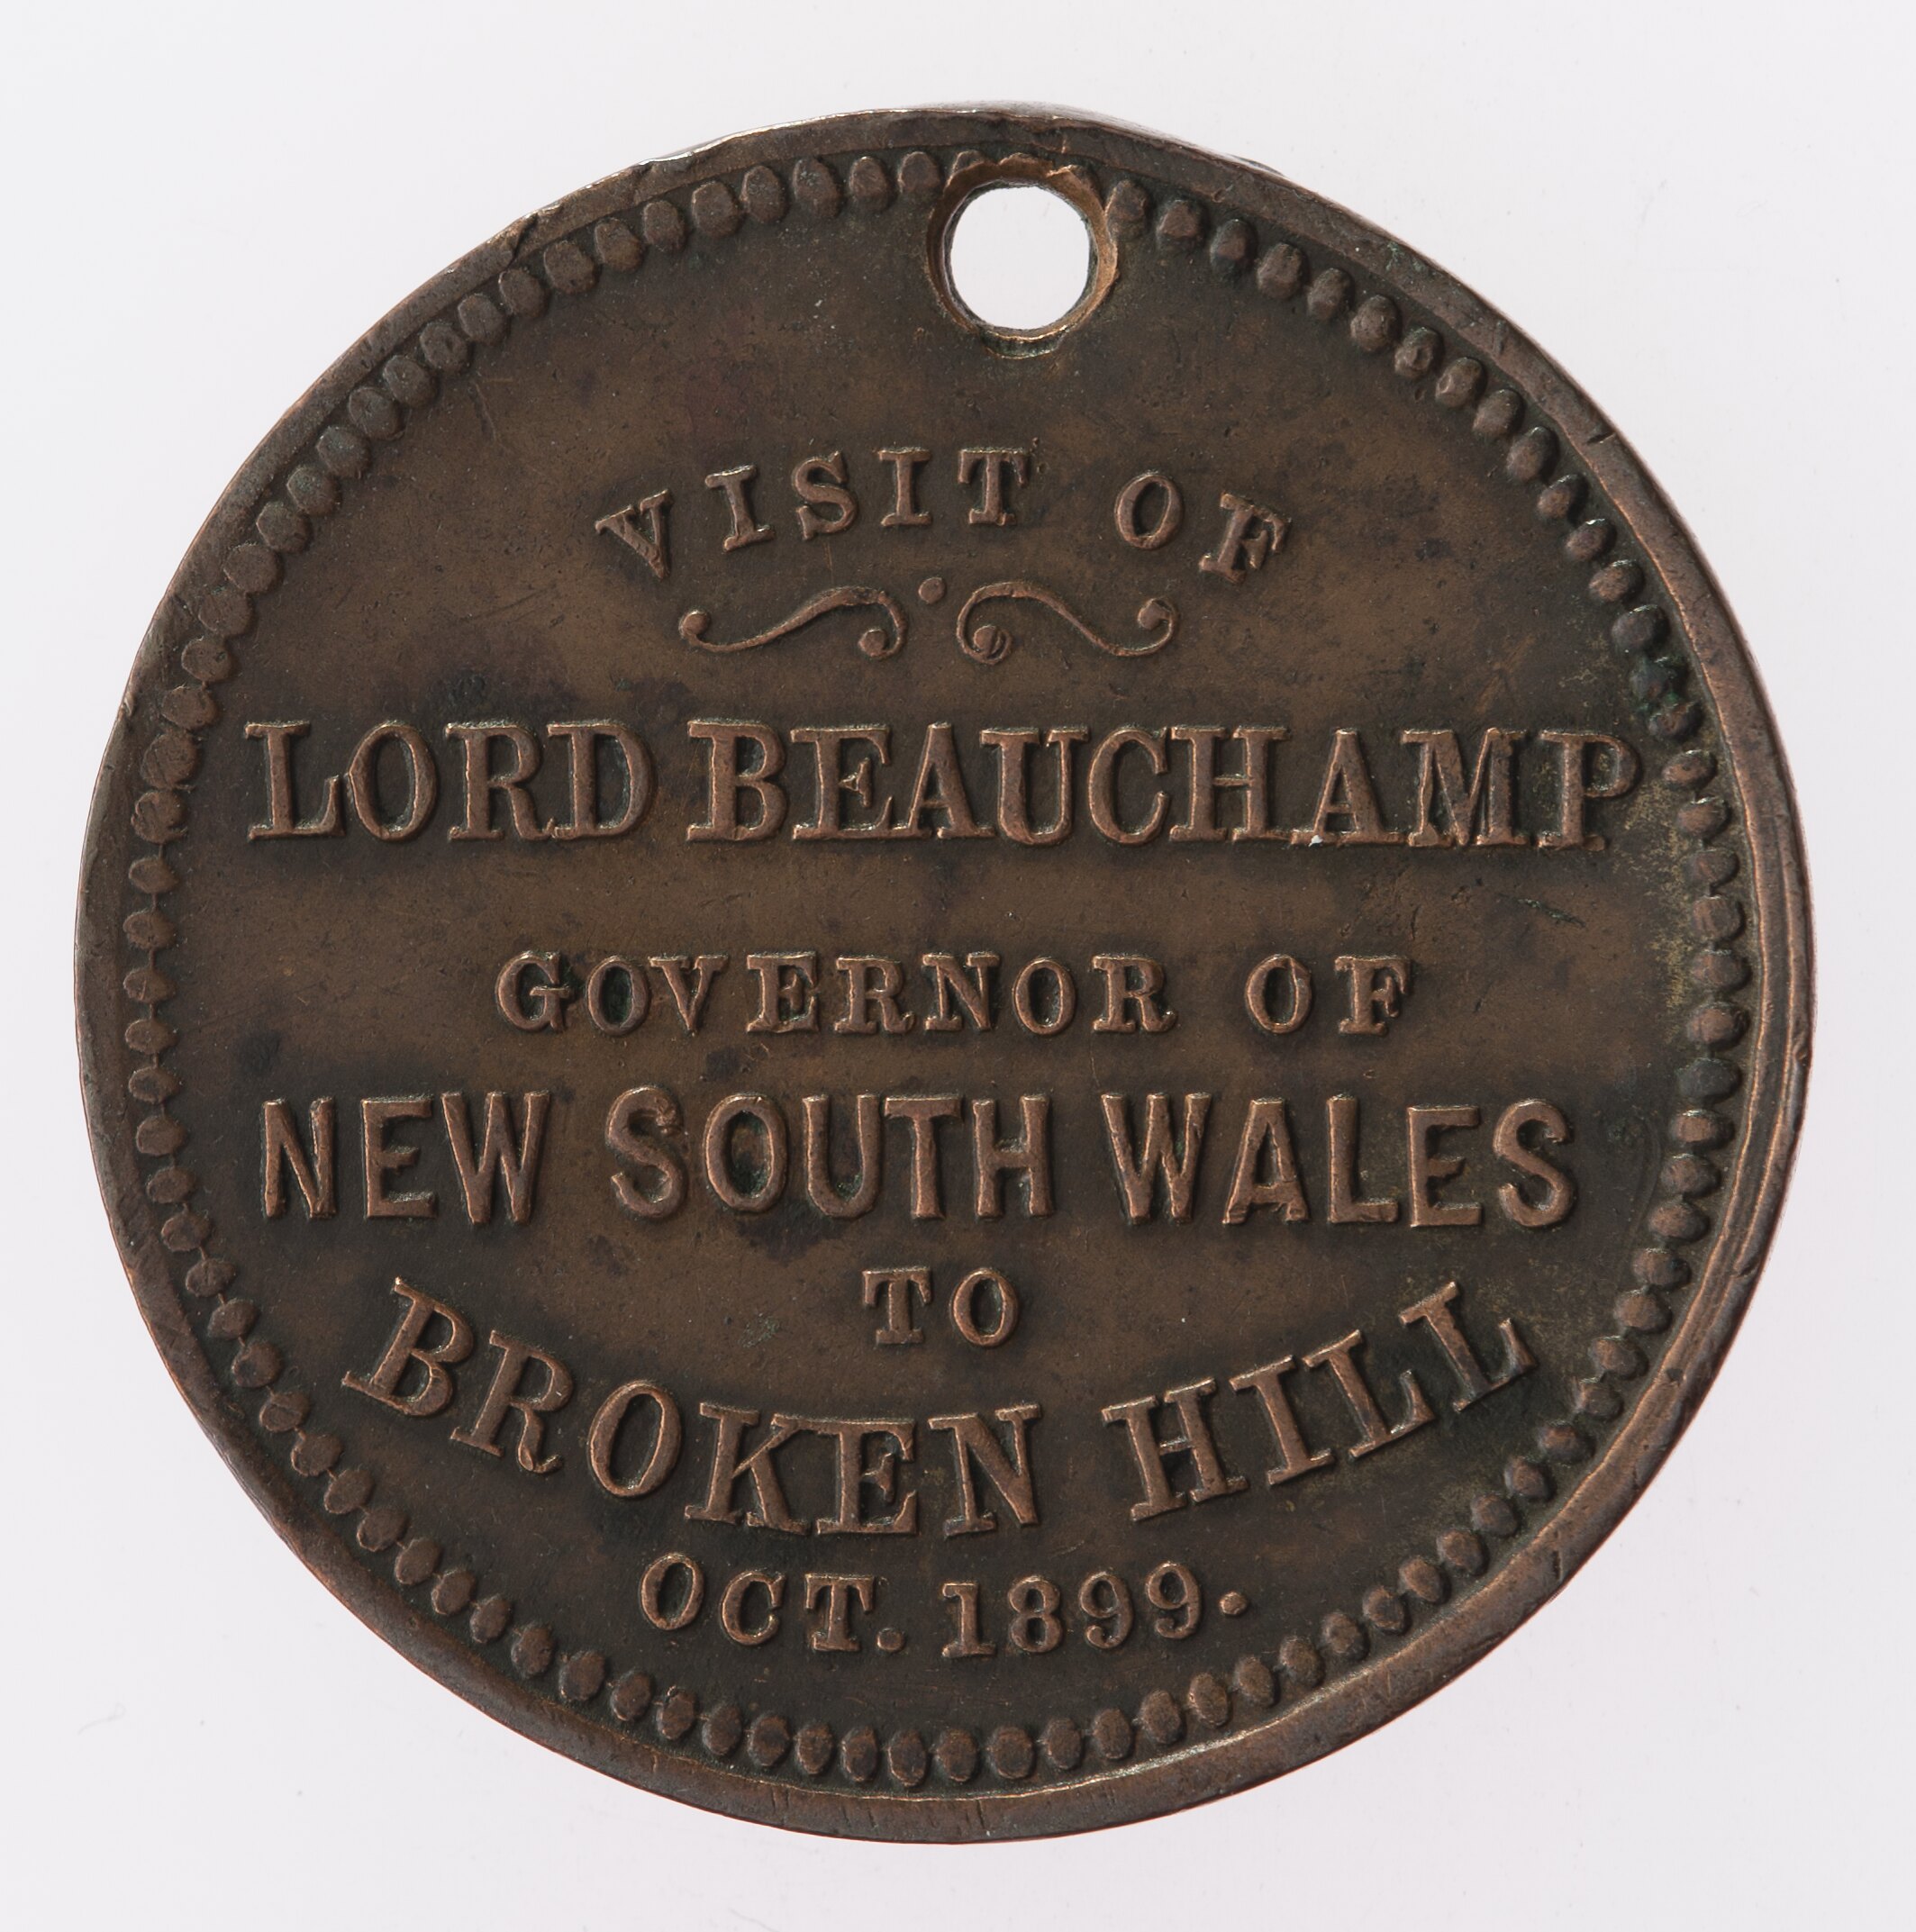 VISIT OF
LORD BEAUCHAMP
GOVERNOR OF
NEW SOUTH WALES
TO
BROKEN HILL
OCT. 1899.